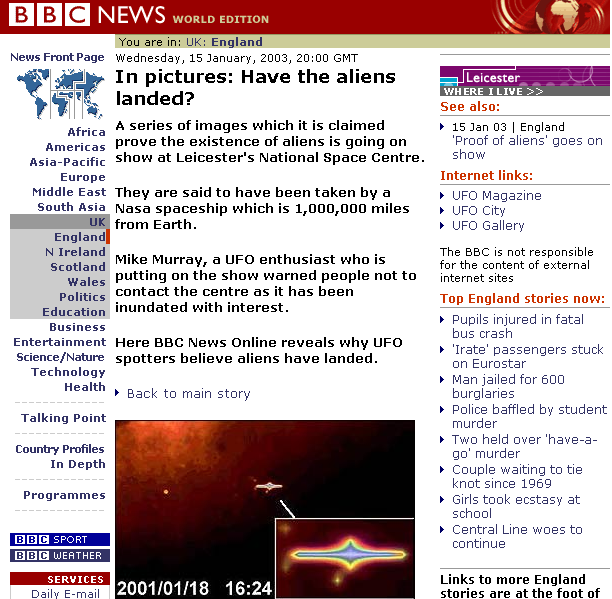 BBC NEWS WORLD EDITION
You are in: UK: England
News Front Page
Africa
Americas
Asia-Pacific
Europe
Middle East
South Asia
UK
England
N Ireland
Scotland
Wales
Politics
Education
Business
Entertainment
Science/Nature
Technology
Health
Talking Point
Country Profiles
In Depth
Programmes
BBC SPORT
BBC WEATHER
SERVICES
Daily E-mail
Wednesday, 15 January, 2003, 20:00 GMT
In pictures: Have the aliens
landed?
A series of images which it is claimed
prove the existence of aliens is going on
show at Leicester's National Space Centre.
They are said to have been taken by a
Nasa spaceship which is 1,000,000 miles
from Earth.
Mike Murray, a UFO enthusiast who is
putting on the show warned people not to
contact the centre as it has been
inundated with interest.
Here BBC News Online reveals why UFO
spotters believe aliens have landed.
Back to main story
2001/01/18 16:24
Leicester
WHERE I LIVE >>
See also:
15 Jan 03 | England
'Proof of aliens' goes on
show
Internet links:
UFO Magazine
UFO City
UFO Gallery
The BBC is not responsible
for the content of external
internet sites
Top England stories now:
Pupils injured in fatal
bus crash
'Irate' passengers stuck
on Eurostar
Man jailed for 600
burglaries
Police baffled by student
murder
Two held over 'have-a-
go' murder
Couple waiting to tie
knot since 1969
Girls took ecstasy at
school
Central Line woes to
continue
Links to more England
stories are at the foot of